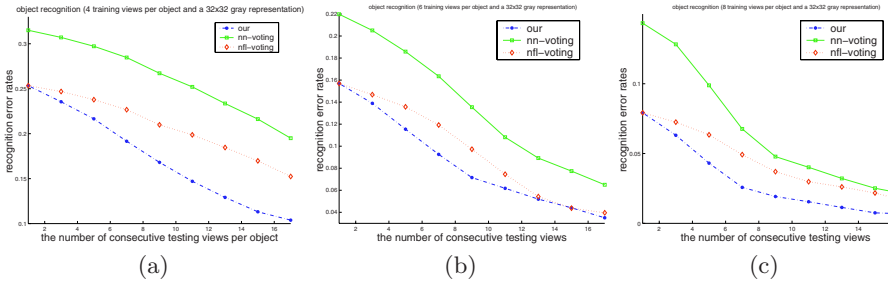 object recognition (4 training views per object and a 32x32 gray representation)
our
nn-voting
nfl-voting
recognition error rates
0.3
0.25
0.2
0.15
0.1
2 4 6 8 10 12 14 16
the number of consecutive testing views per object
(a)
object recognition (6 training views per object and a 32x32 gray representation)
our
nn-voting
nfl-voting
recognition error rates
0.22
0.2
0.18
0.16
0.14
0.12
0.1
0.08
0.06
0.04
2 4 6 8 10 12 14 16
the number of consecutive testing views
(b)
object recognition (8 training views per object and a 32x32 gray representation)
our
nn-voting
nfl-voting
recognition error rates
0.1
0.05
0
2 4 6 8 10 12 14
the number of consecutive testing views
(c)